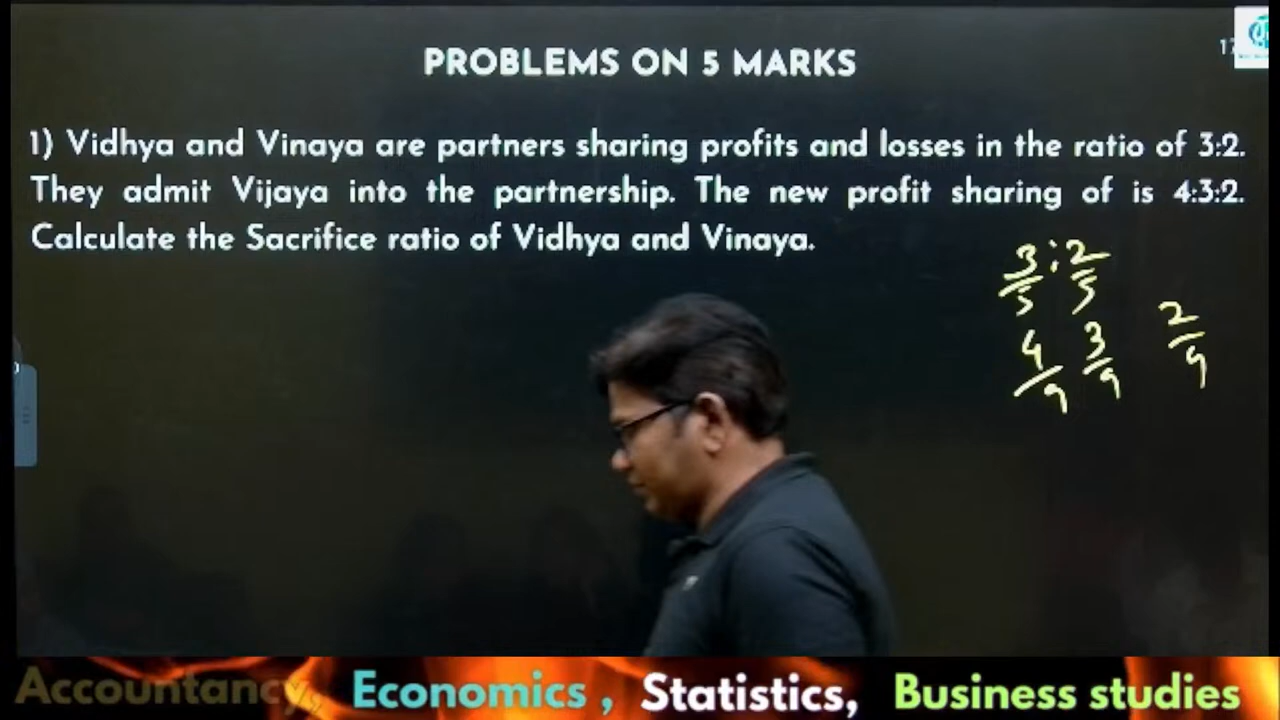 PROBLEMS ON 5 MARKS
1) Vidhya and Vinaya are partners sharing profits and losses in the ratio of 3:2.
They admit Vijaya into the partnership. The new profit sharing of is 4:3:2.
Calculate the Sacrifice ratio of Vidhya and Vinaya.
3/5 : 2/5
4/9 3/9 2/9
Accountancy, Economics , Statistics, Business studies